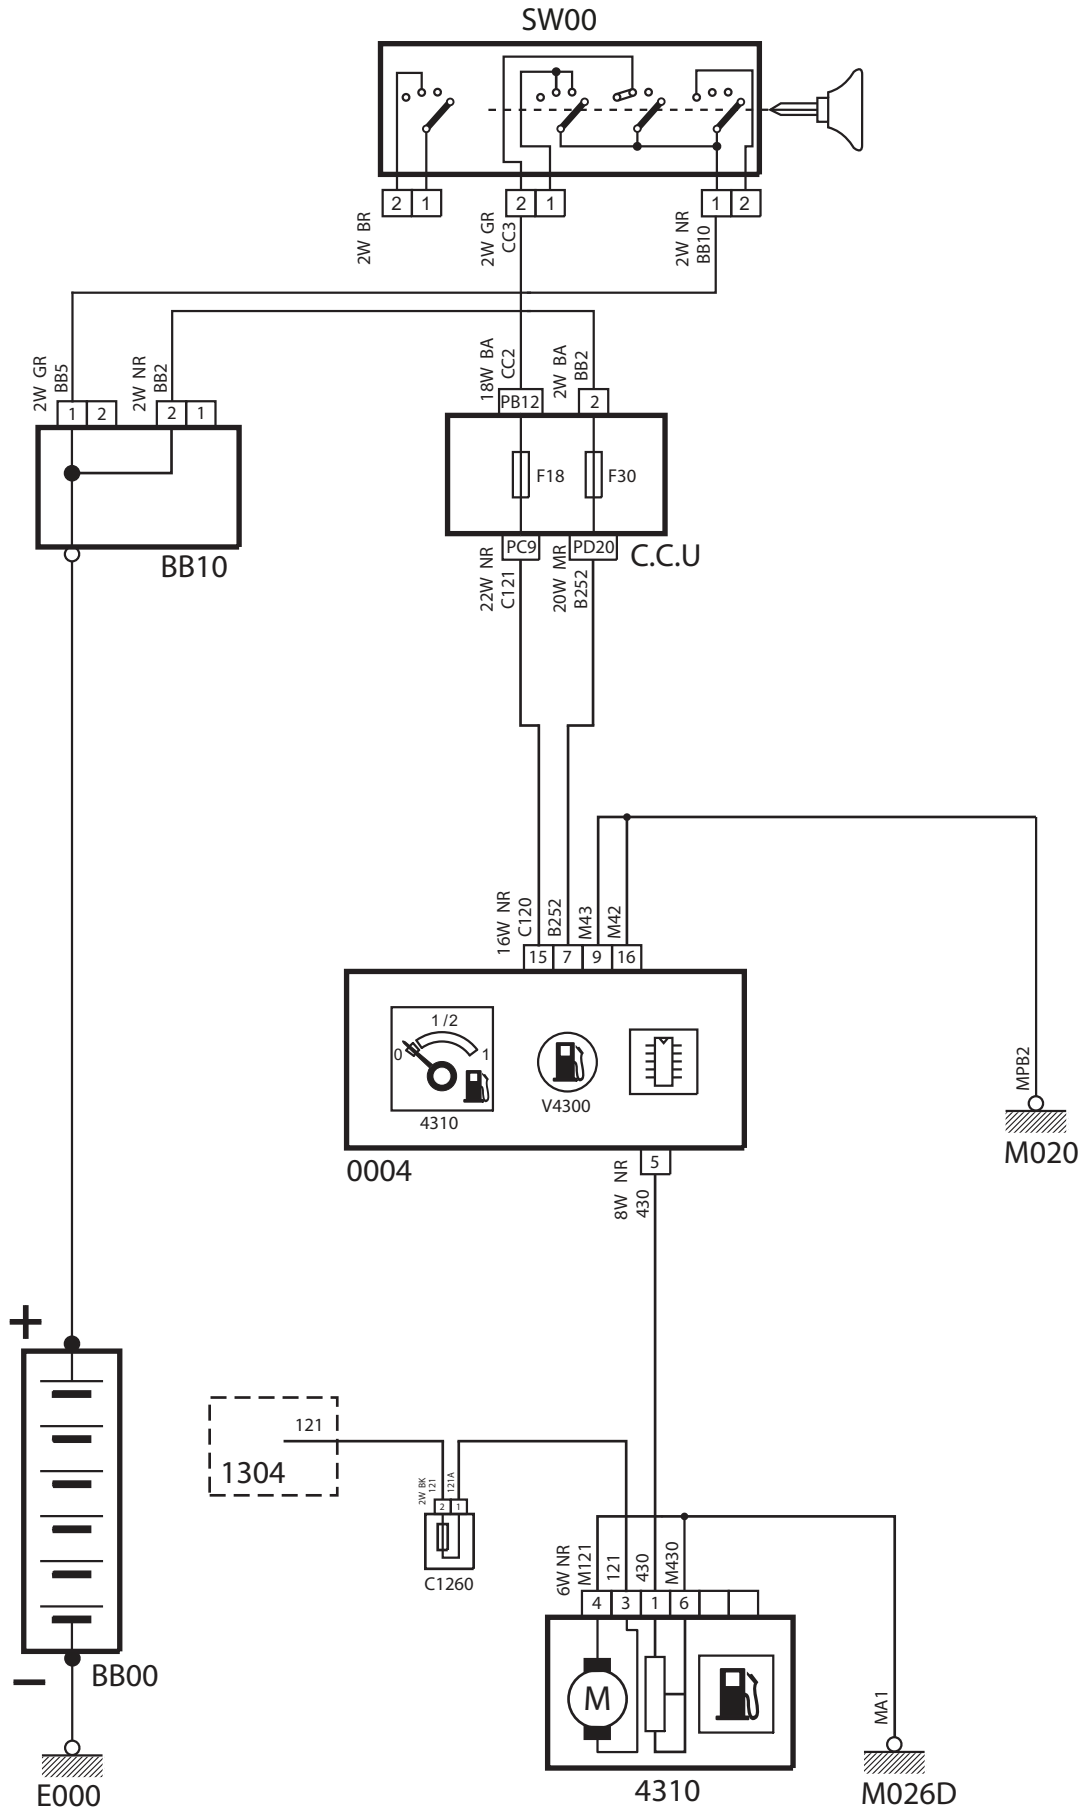 SW00
2 1
2 1
1 2
2W BR
2W GR
CC3
2W NR
BB10
2W GR
BB5
2W NR
BB2
18W BA
CC2
2W BA
BB2
1 2
2 1
PB12
2
F18
F30
BB10
PC9
PD20
C.C.U
22W NR
C121
20W MR
B252
16W NR
C120
B252
M43
M42
15 7 9 16
1/2
0
1
4310
V4300
0004
5
8W NR
430
MPB2
M020
+
121
1304
2W BK
121
121A
2 1
C1260
6W NR
M121
121
430
M430
4 3 1 6
M
4310
MA1
M026D
−
BB00
E000